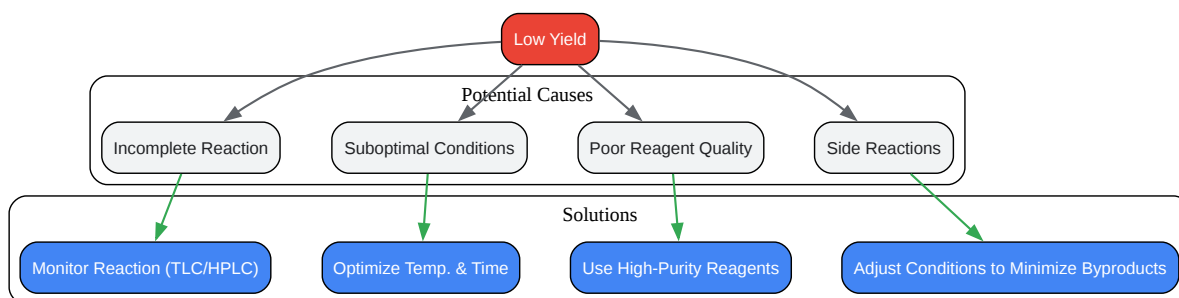 Low Yield
Potential Causes
Incomplete Reaction
Suboptimal Conditions
Poor Reagent Quality
Side Reactions
Solutions
Monitor Reaction (TLC/HPLC)
Optimize Temp. & Time
Use High-Purity Reagents
Adjust Conditions to Minimize Byproducts